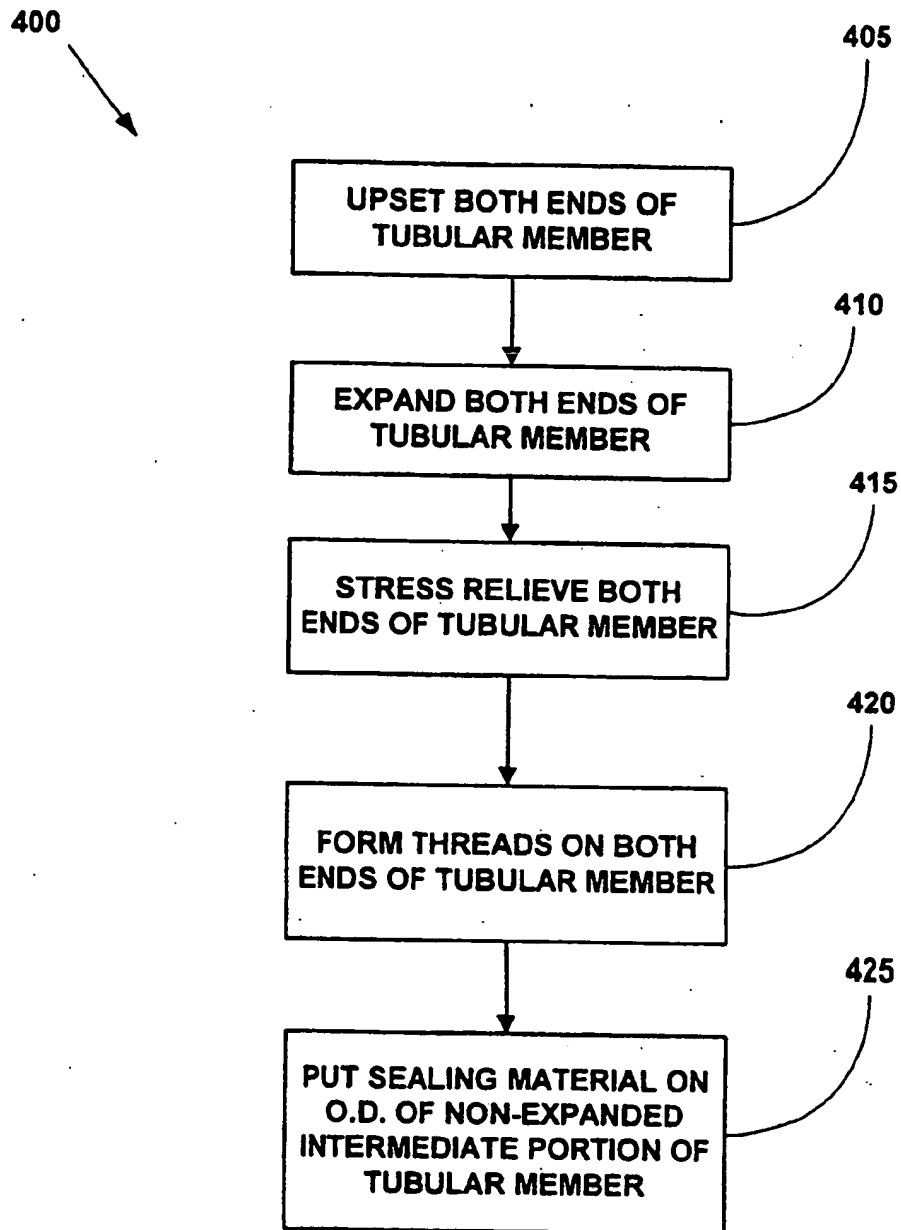 400
405
UPSET BOTH ENDS OF
TUBULAR MEMBER
410
EXPAND BOTH ENDS OF
TUBULAR MEMBER
415
STRESS RELIEVE BOTH
ENDS OF TUBULAR MEMBER
420
FORM THREADS ON BOTH
ENDS OF TUBULAR MEMBER
425
PUT SEALING MATERIAL ON
O.D. OF NON-EXPANDED
INTERMEDIATE PORTION OF
TUBULAR MEMBER